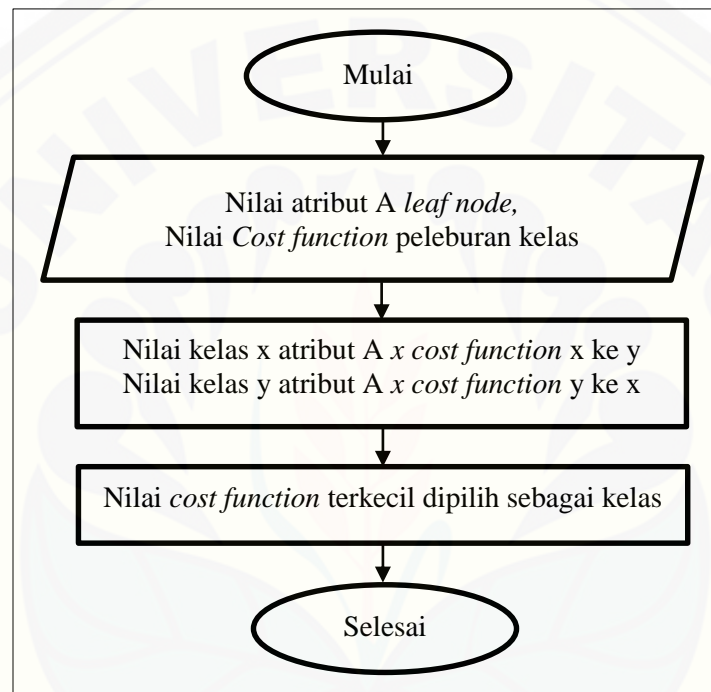 UNIVERSITA
Mulai
Nilai atribut A leaf node,
Nilai Cost function peleburan kelas
Nilai kelas x atribut A x cost function x ke y
Nilai kelas y atribut A x cost function y ke x
Nilai cost function terkecil dipilih sebagai kelas
Selesai